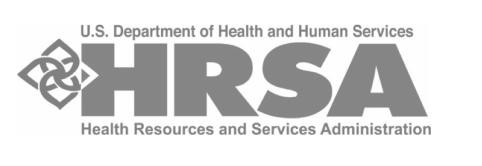 U.S. Department of Health and Human Services
HRSA
Health Resources and Services Administration